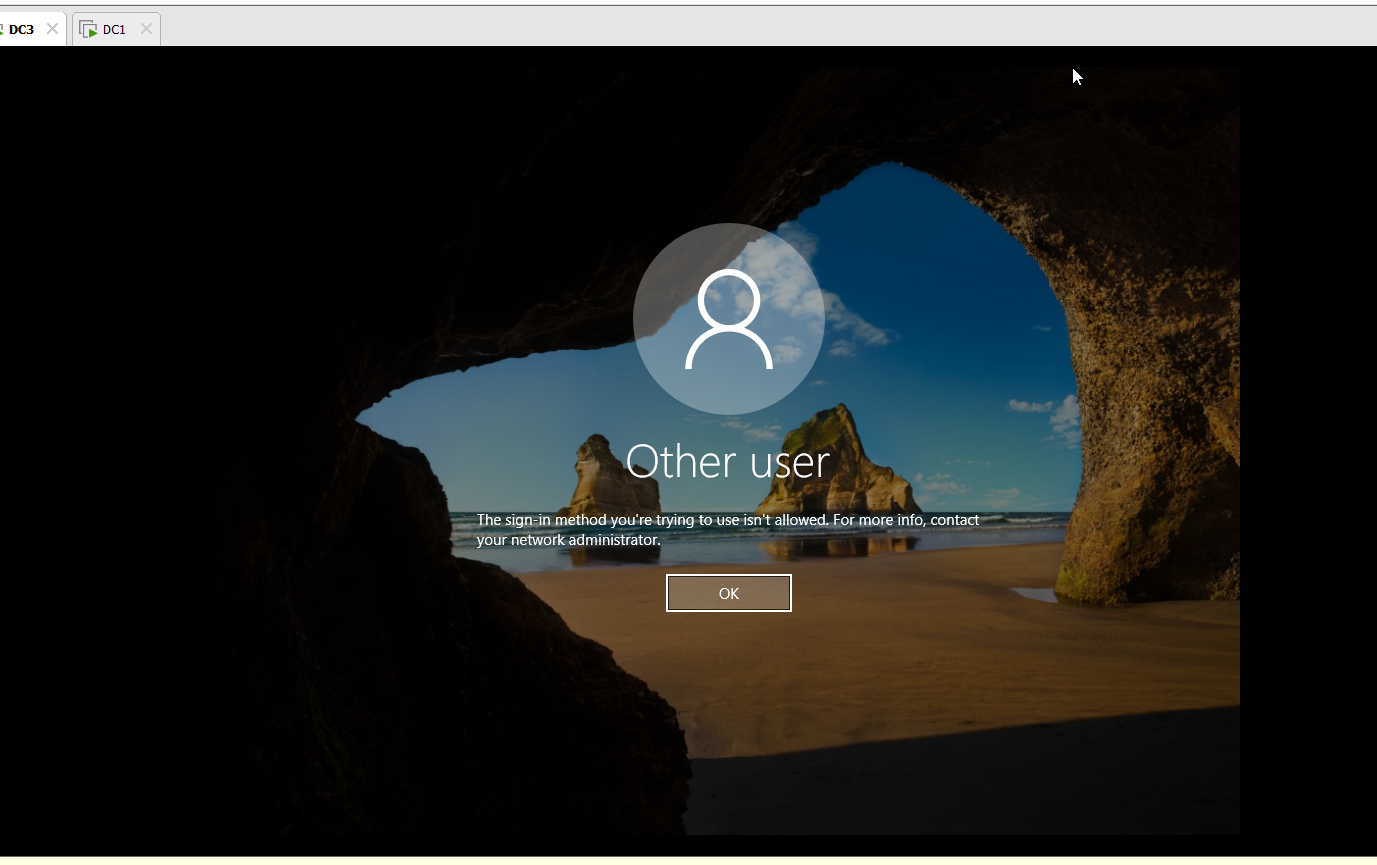 DC3
DC1
Other user
The sign-in method you're trying to use isn't allowed. For more info, contact
your network administrator.
OK